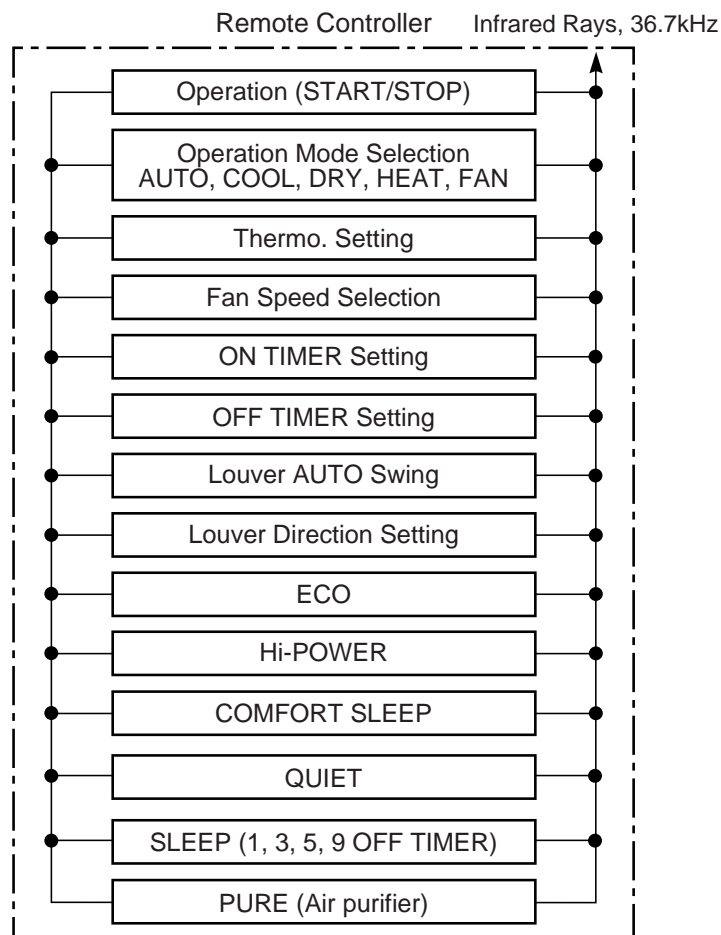 Remote Controller Infrared Rays, 36.7kHz
Operation (START/STOP)
Operation Mode Selection
AUTO, COOL, DRY, HEAT, FAN
Thermo. Setting
Fan Speed Selection
ON TIMER Setting
OFF TIMER Setting
Louver AUTO Swing
Louver Direction Setting
ECO
Hi-POWER
COMFORT SLEEP
QUIET
SLEEP (1, 3, 5, 9 OFF TIMER)
PURE (Air purifier)